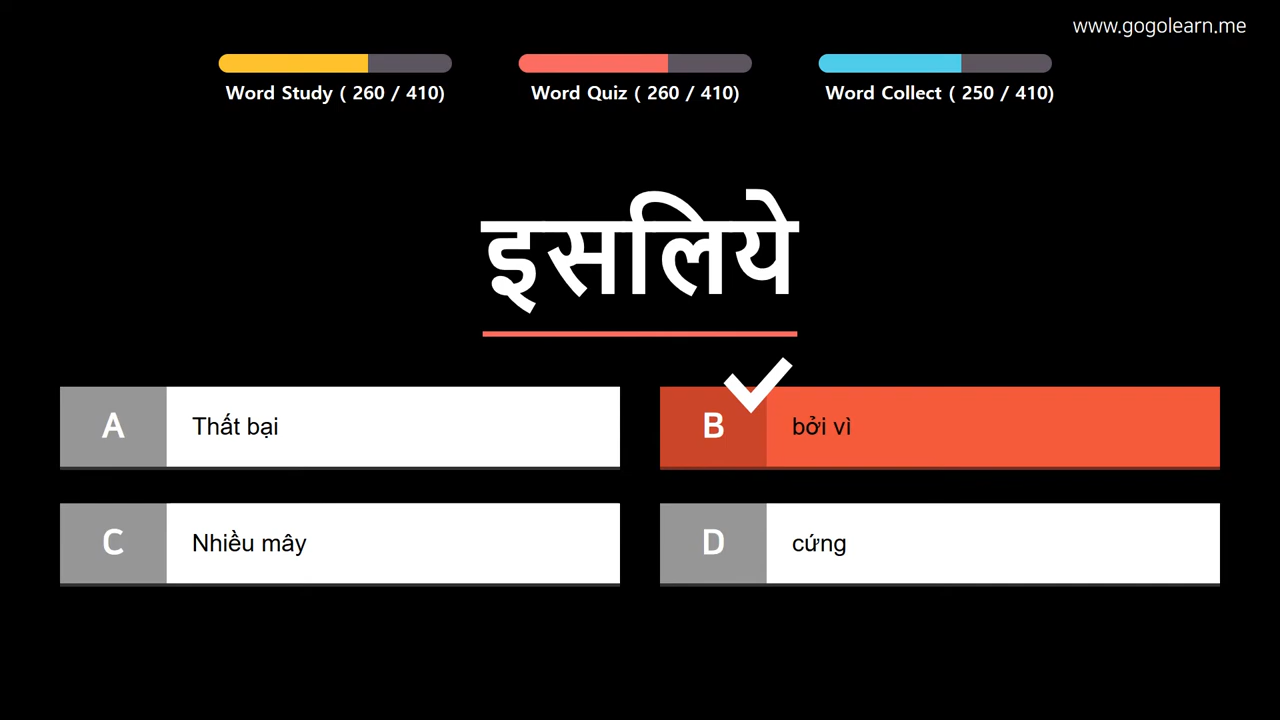 www.gogolearn.me
Word Study ( 260 / 410)
Word Quiz ( 260 / 410)
Word Collect ( 250 / 410)
इसलिये
A
Thất bại
B
bởi vì
C
Nhiều mây
D
cứng